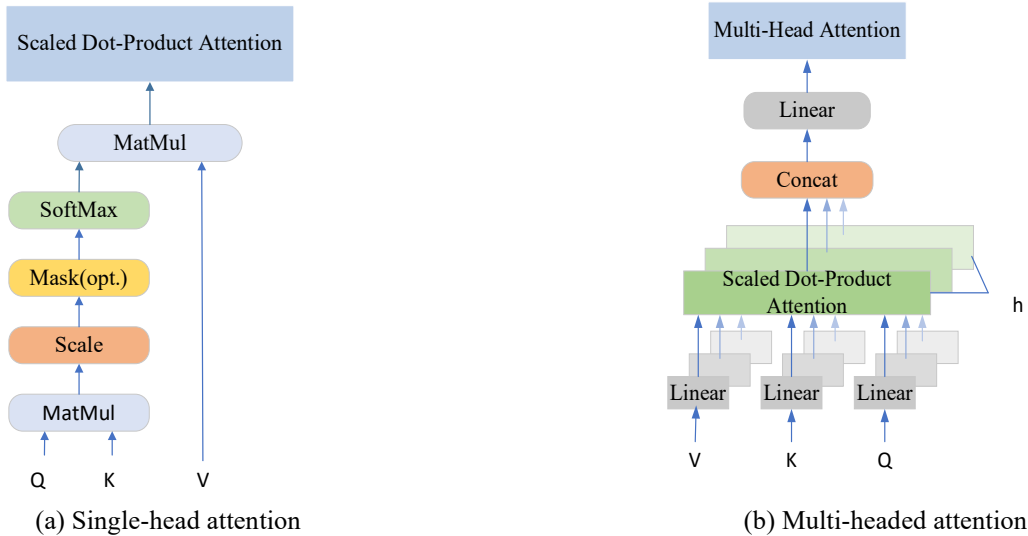 Scaled Dot-Product Attention
MatMul
SoftMax
Mask(opt.)
Scale
MatMul
Q K V
(a) Single-head attention
Multi-Head Attention
Linear
Concat
Scaled Dot-Product
Attention
h
Linear Linear Linear
V K Q
(b) Multi-headed attention